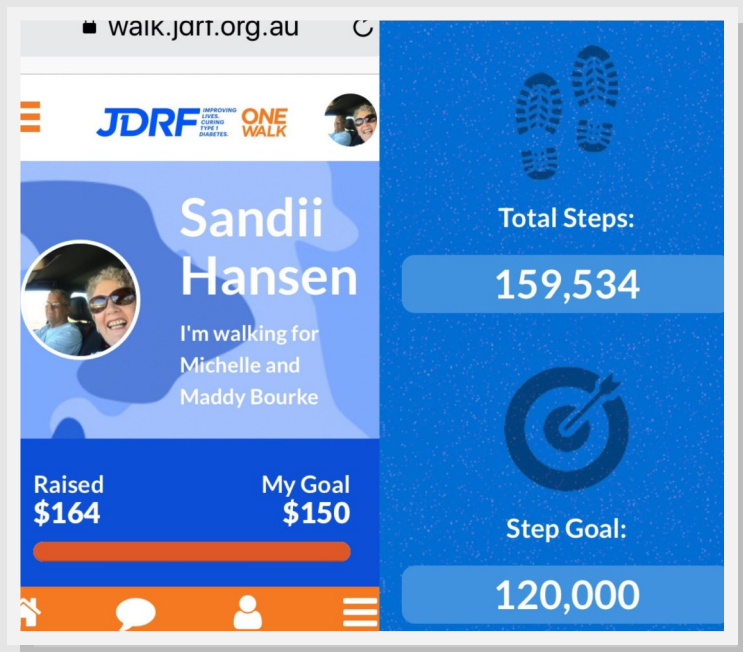 walk.jdrf.org.au
JDRF IMPROVING LIVES. CURING TYPE 1 DIABETES. ONE WALK
Sandii
Hansen
I'm walking for
Michelle and
Maddy Bourke
Raised
$164
My Goal
$150
Total Steps:
159,534
Step Goal:
120,000